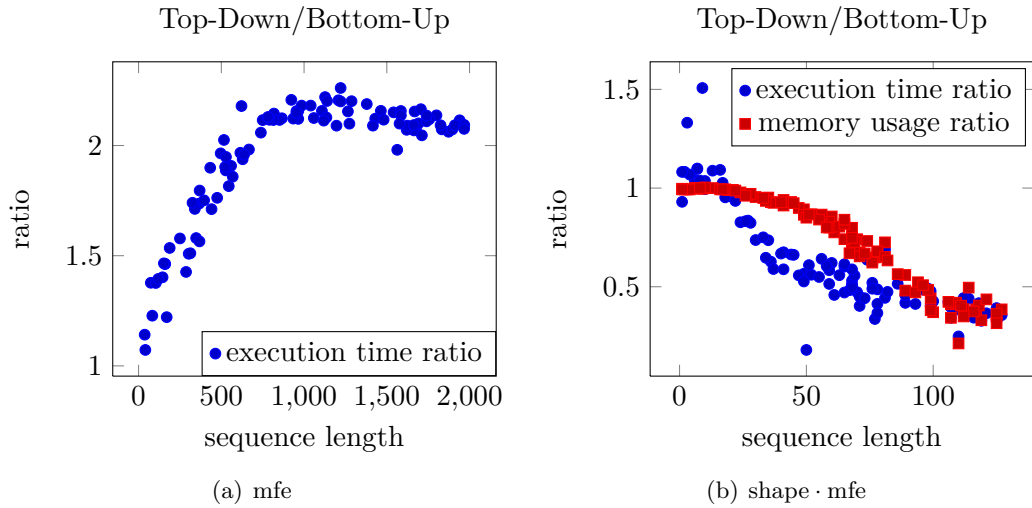 Top-Down/Bottom-Up
2
1.5
1
ratio
execution time ratio
0
500
1,000
1,500
2,000
sequence length
(a) mfe
Top-Down/Bottom-Up
1.5
1
0.5
ratio
execution time ratio
memory usage ratio
0
50
100
sequence length
(b) shape · mfe